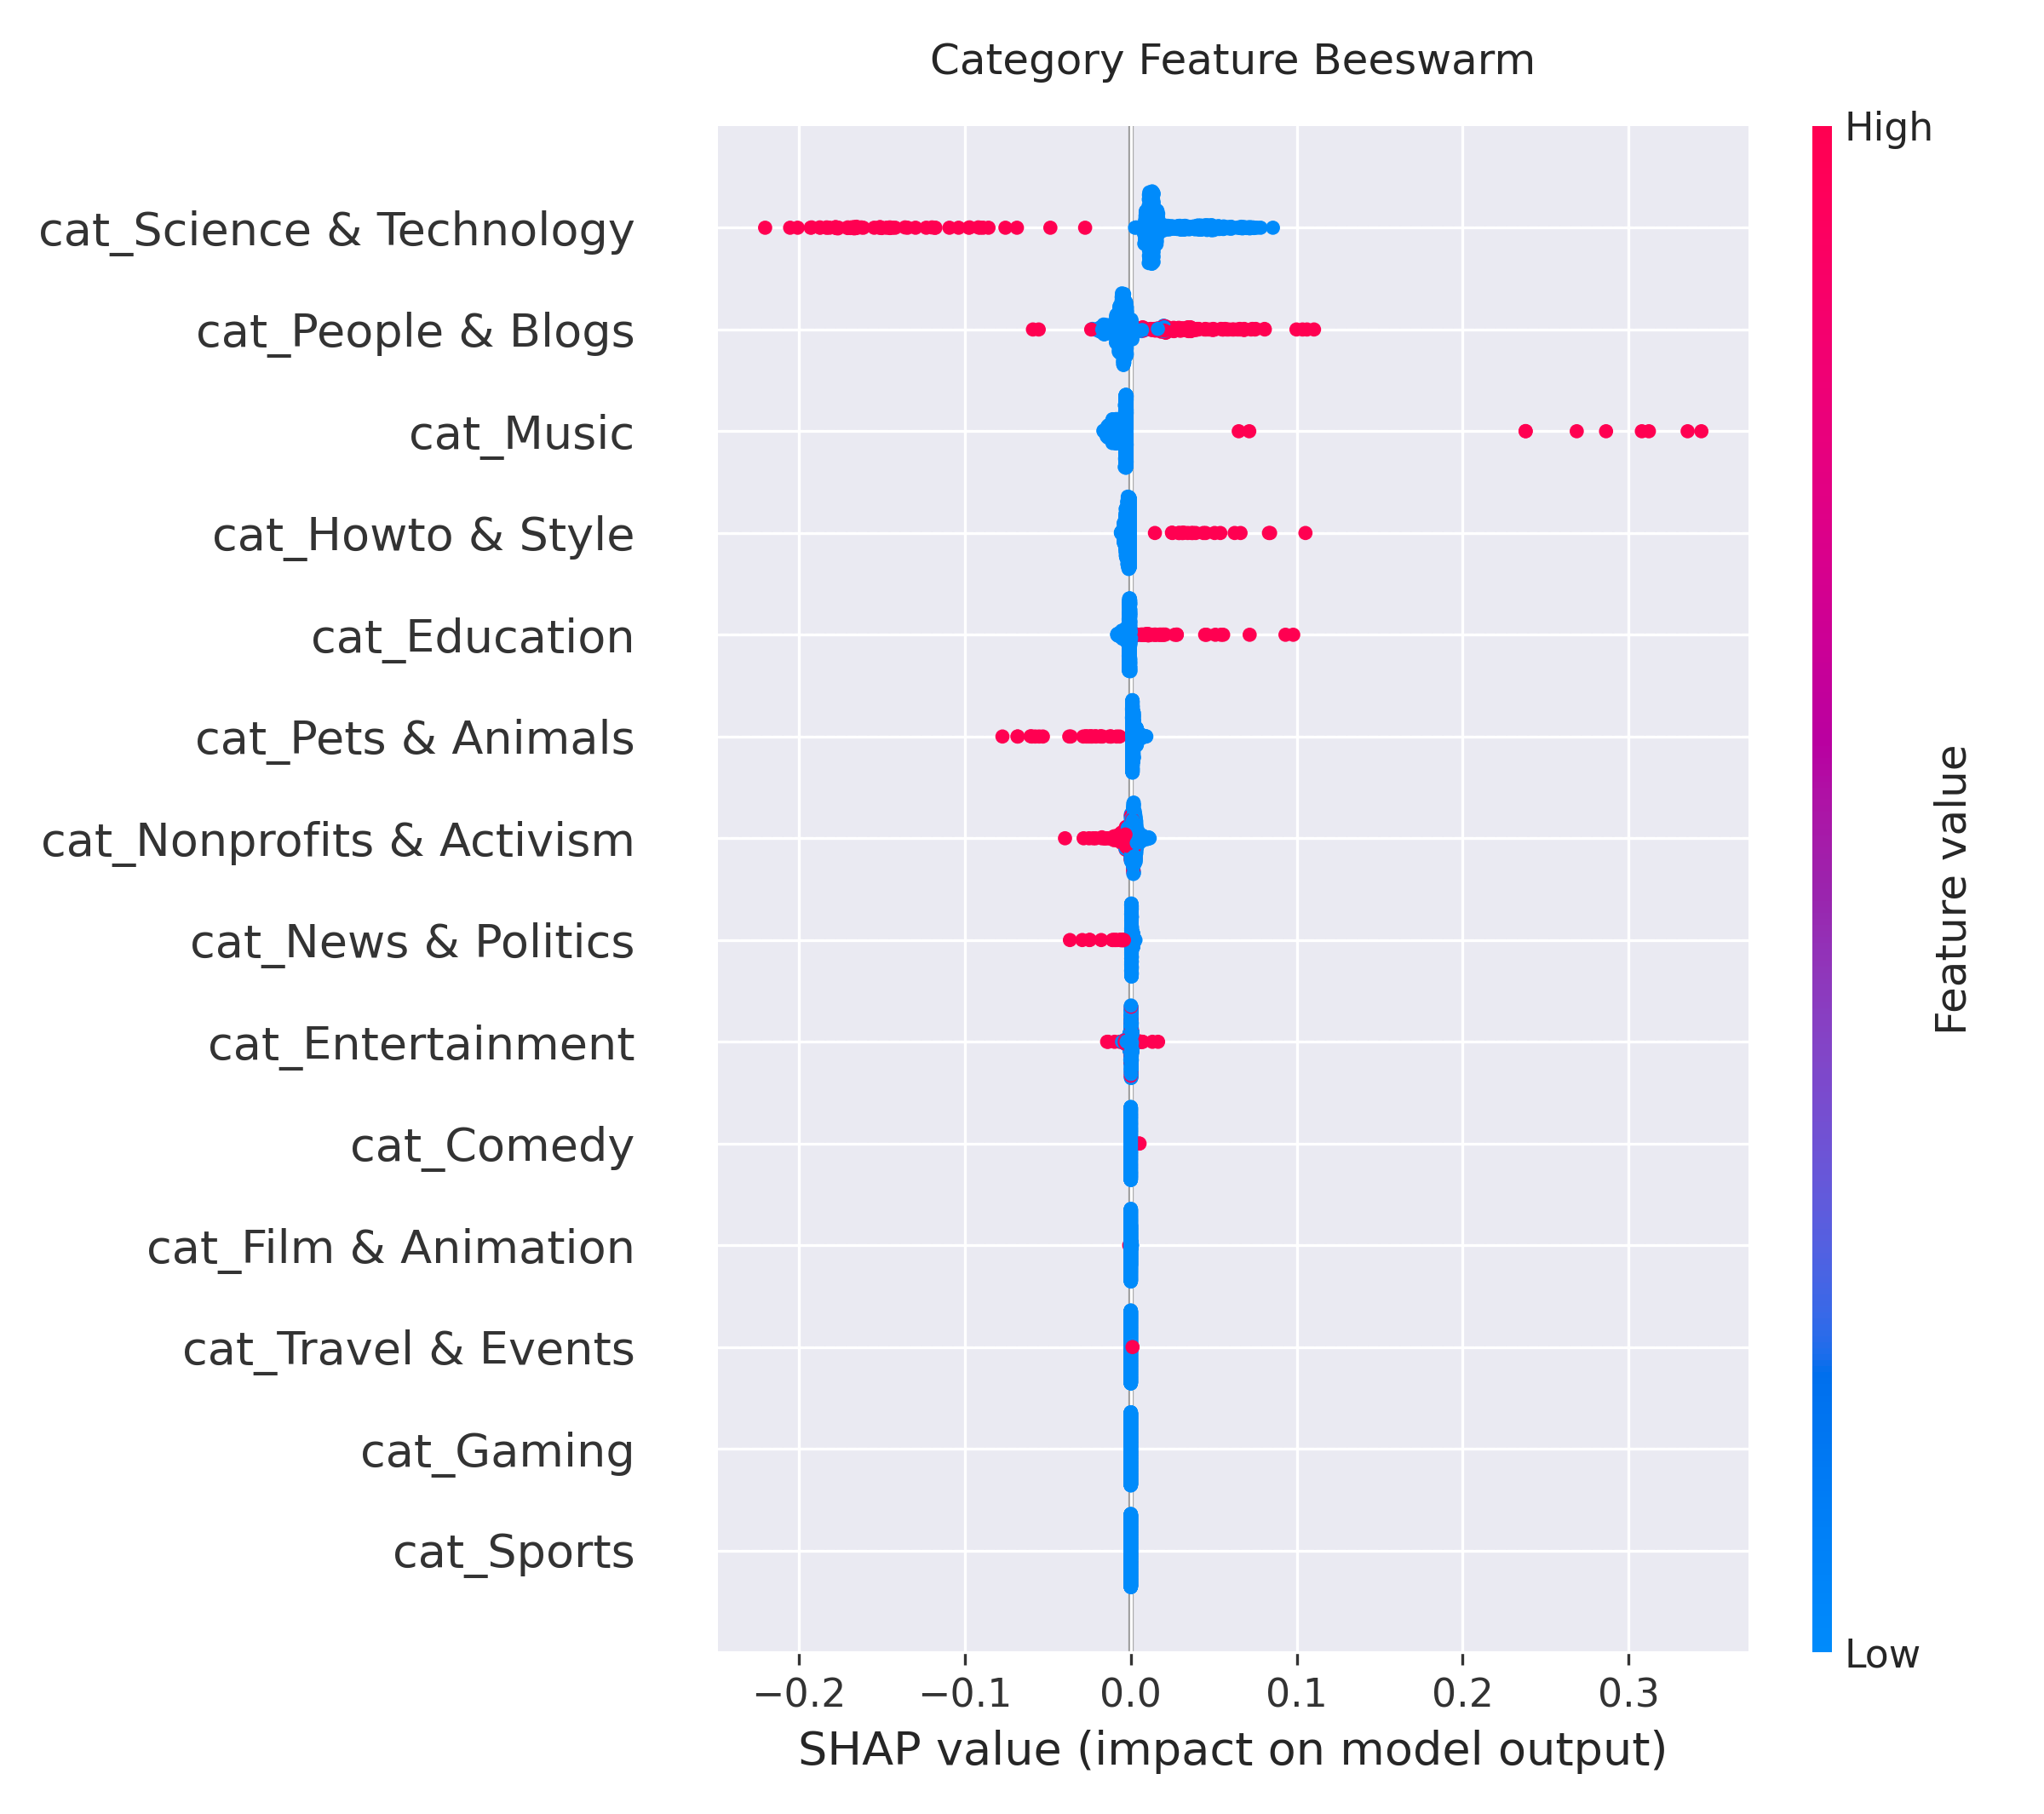 Category Feature Beeswarm
High
cat_Science & Technology
cat_People & Blogs
cat_Music
cat_Howto & Style
cat_Education
cat_Pets & Animals
cat_Nonprofits & Activism
cat_News & Politics
cat_Entertainment
cat_Comedy
cat_Film & Animation
cat_Travel & Events
cat_Gaming
cat_Sports
Feature value
Low
−0.2 −0.1 0.0 0.1 0.2 0.3
SHAP value (impact on model output)